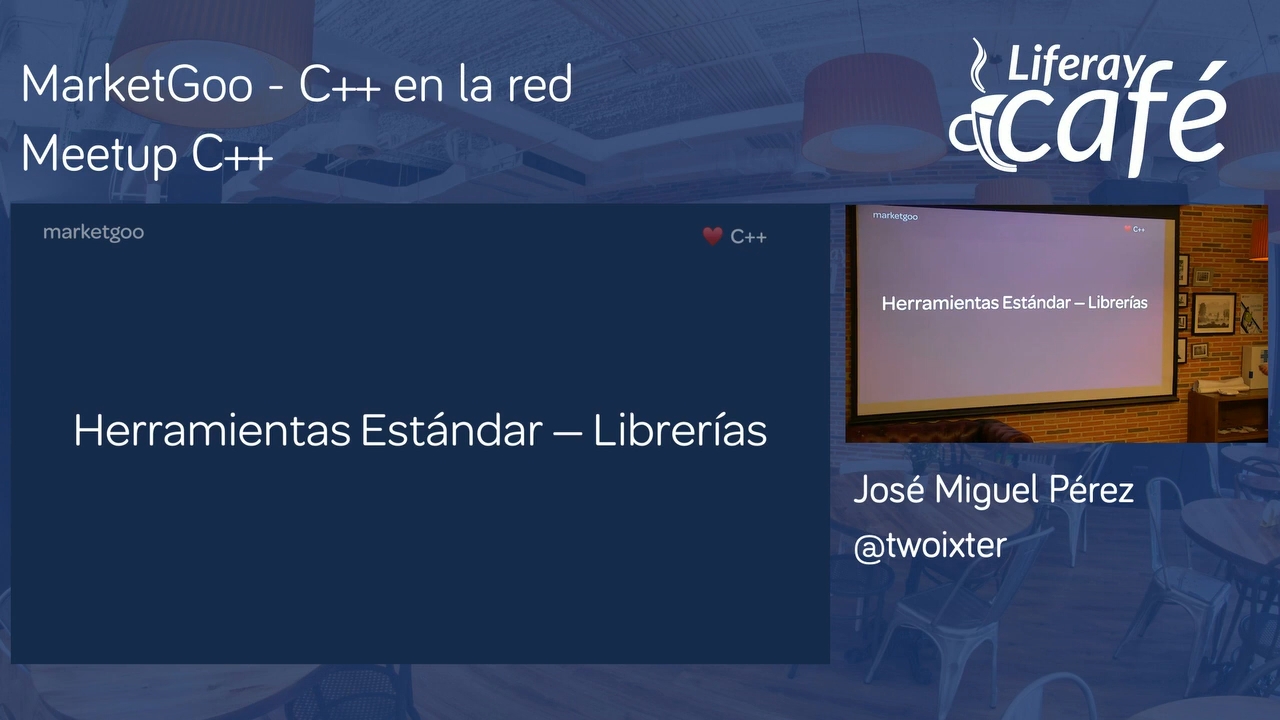 MarketGoo - C++ en la red
Meetup C++
Liferay
café
marketgoo
❤ C++
Herramientas Estándar – Librerías
marketgoo
❤ C++
Herramientas Estándar – Librerías
José Miguel Pérez
@twoixter